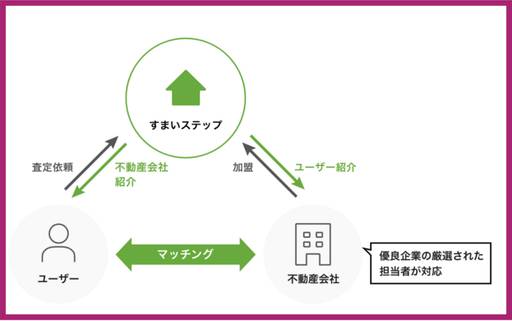 すまいステップ
査定依頼
不動産会社
紹介
加盟
ユーザー紹介
ユーザー
マッチング
不動産会社
優良企業の厳選された
担当者が対応